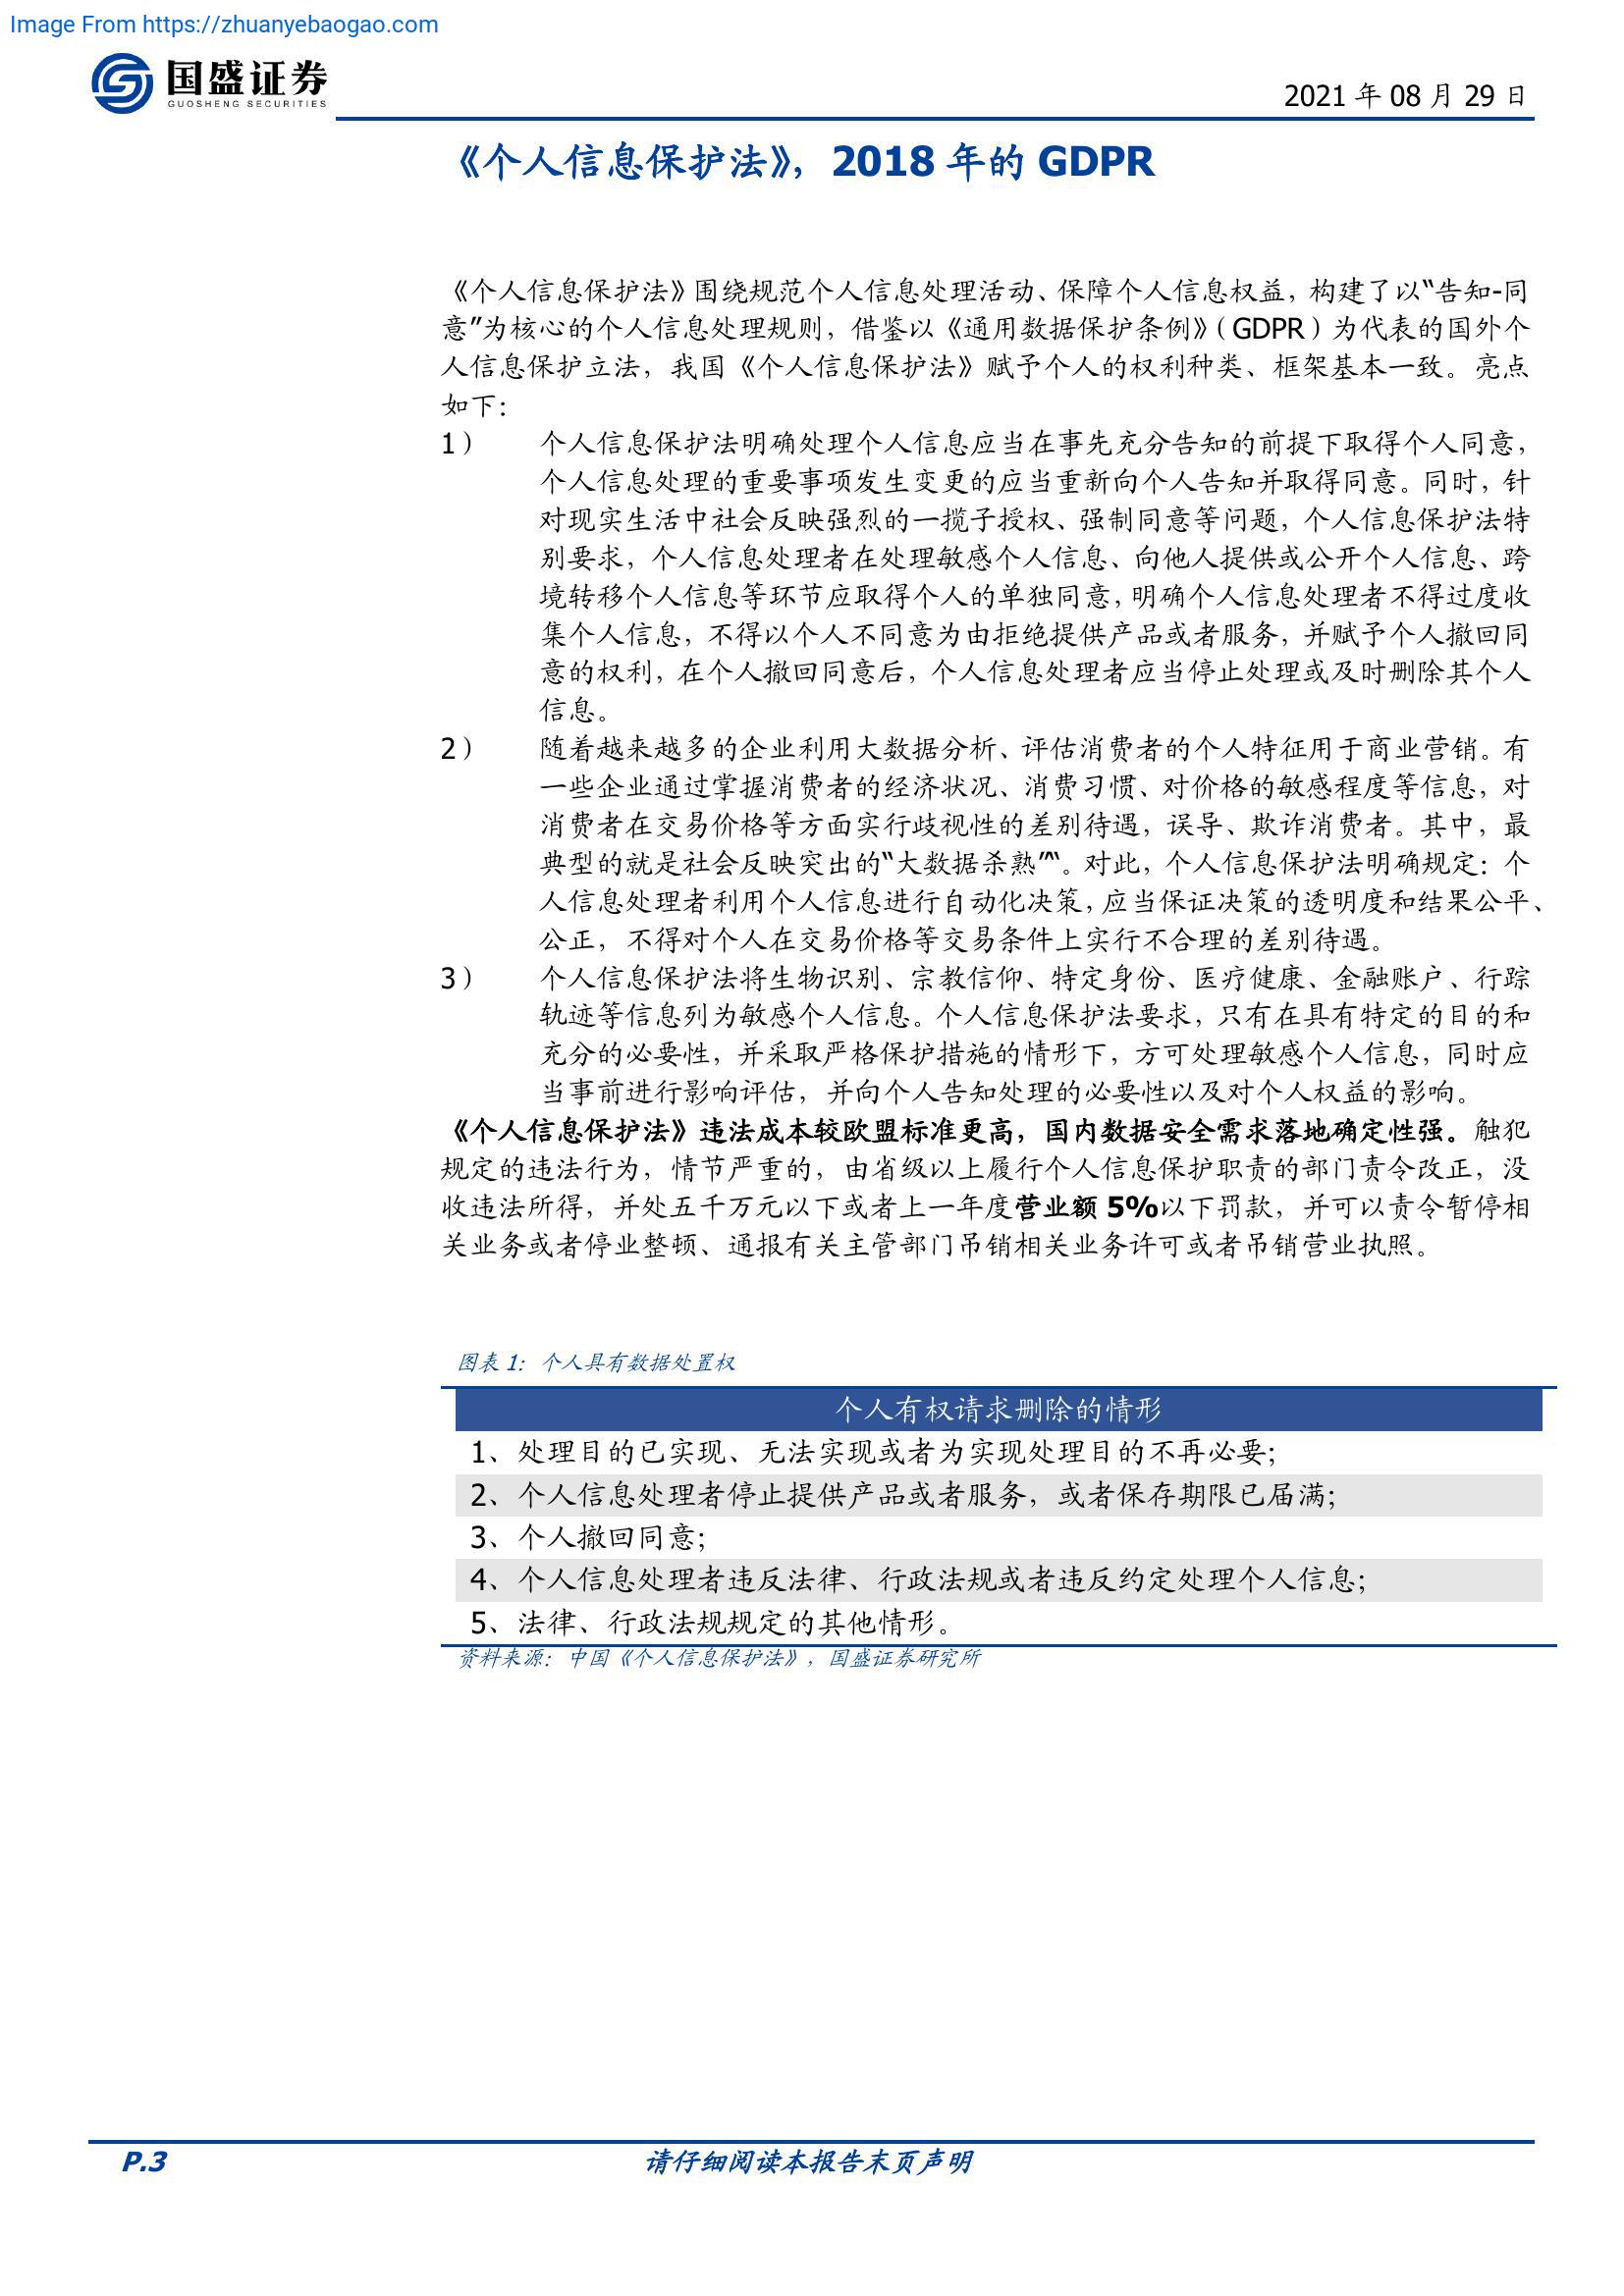 Image From https://zhuanyebaogao.com
国盛证券
GUOSHENG SECURITIES
2021 年 08 月 29 日
《个人信息保护法》，2018 年的 GDPR
《个人信息保护法》围绕规范个人信息处理活动、保障个人信息权益，构建了以“告知-同
意”为核心的个人信息处理规则，借鉴以《通用数据保护条例》（GDPR）为代表的国外个
人信息保护立法，我国《个人信息保护法》赋予个人的权利种类、框架基本一致。亮点
如下：
1） 个人信息保护法明确处理个人信息应当在事先充分告知的前提下取得个人同意，
个人信息处理的重要事项发生变更的应当重新向个人告知并取得同意。同时，针
对现实生活中社会反映强烈的一揽子授权、强制同意等问题，个人信息保护法特
别要求，个人信息处理者在处理敏感个人信息、向他人提供或公开个人信息、跨
境转移个人信息等环节应取得个人的单独同意，明确个人信息处理者不得过度收
集个人信息，不得以个人不同意为由拒绝提供产品或者服务，并赋予个人撤回同
意的权利，在个人撤回同意后，个人信息处理者应当停止处理或及时删除其个人
信息。
2） 随着越来越多的企业利用大数据分析、评估消费者的个人特征用于商业营销。有
一些企业通过掌握消费者的经济状况、消费习惯、对价格的敏感程度等信息，对
消费者在交易价格等方面实行歧视性的差别待遇，误导、欺诈消费者。其中，最
典型的就是社会反映突出的“大数据杀熟”“。对此，个人信息保护法明确规定：个
人信息处理者利用个人信息进行自动化决策，应当保证决策的透明度和结果公平、
公正，不得对个人在交易价格等交易条件上实行不合理的差别待遇。
3） 个人信息保护法将生物识别、宗教信仰、特定身份、医疗健康、金融账户、行踪
轨迹等信息列为敏感个人信息。个人信息保护法要求，只有在具有特定的目的和
充分的必要性，并采取严格保护措施的情形下，方可处理敏感个人信息，同时应
当事前进行影响评估，并向个人告知处理的必要性以及对个人权益的影响。
《个人信息保护法》违法成本较欧盟标准更高，国内数据安全需求落地确定性强。触犯
规定的违法行为，情节严重的，由省级以上履行个人信息保护职责的部门责令改正，没
收违法所得，并处五千万元以下或者上一年度营业额 5%以下罚款，并可以责令暂停相
关业务或者停业整顿、通报有关主管部门吊销相关业务许可或者吊销营业执照。
图表 1：个人具有数据处置权
个人有权请求删除的情形
1、处理目的已实现、无法实现或者为实现处理目的不再必要；
2、个人信息处理者停止提供产品或者服务，或者保存期限已届满；
3、个人撤回同意；
4、个人信息处理者违反法律、行政法规或者违反约定处理个人信息；
5、法律、行政法规规定的其他情形。
资料来源：中国《个人信息保护法》，国盛证券研究所
P.3
请仔细阅读本报告末页声明